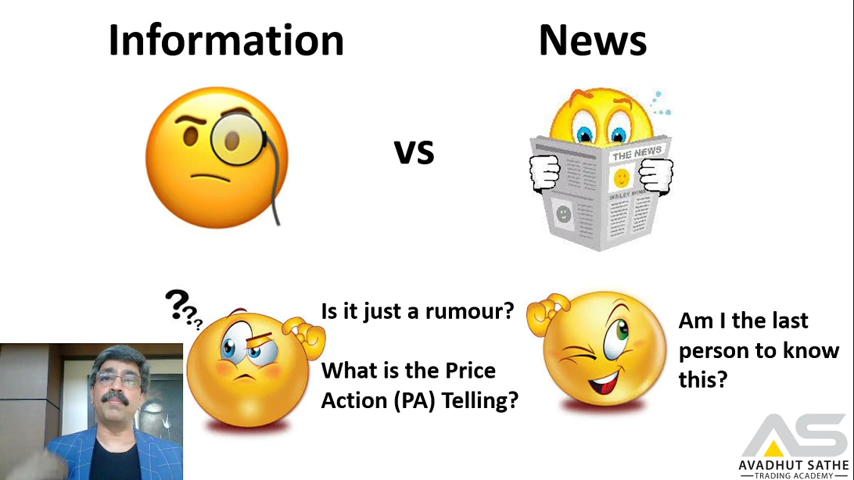 Information
News
vs
THE NEWS
???
Is it just a rumour?
What is the Price
Action (PA) Telling?
Am I the last
person to know
this?
AS
AVADHUT SATHE
TRADING ACADEMY